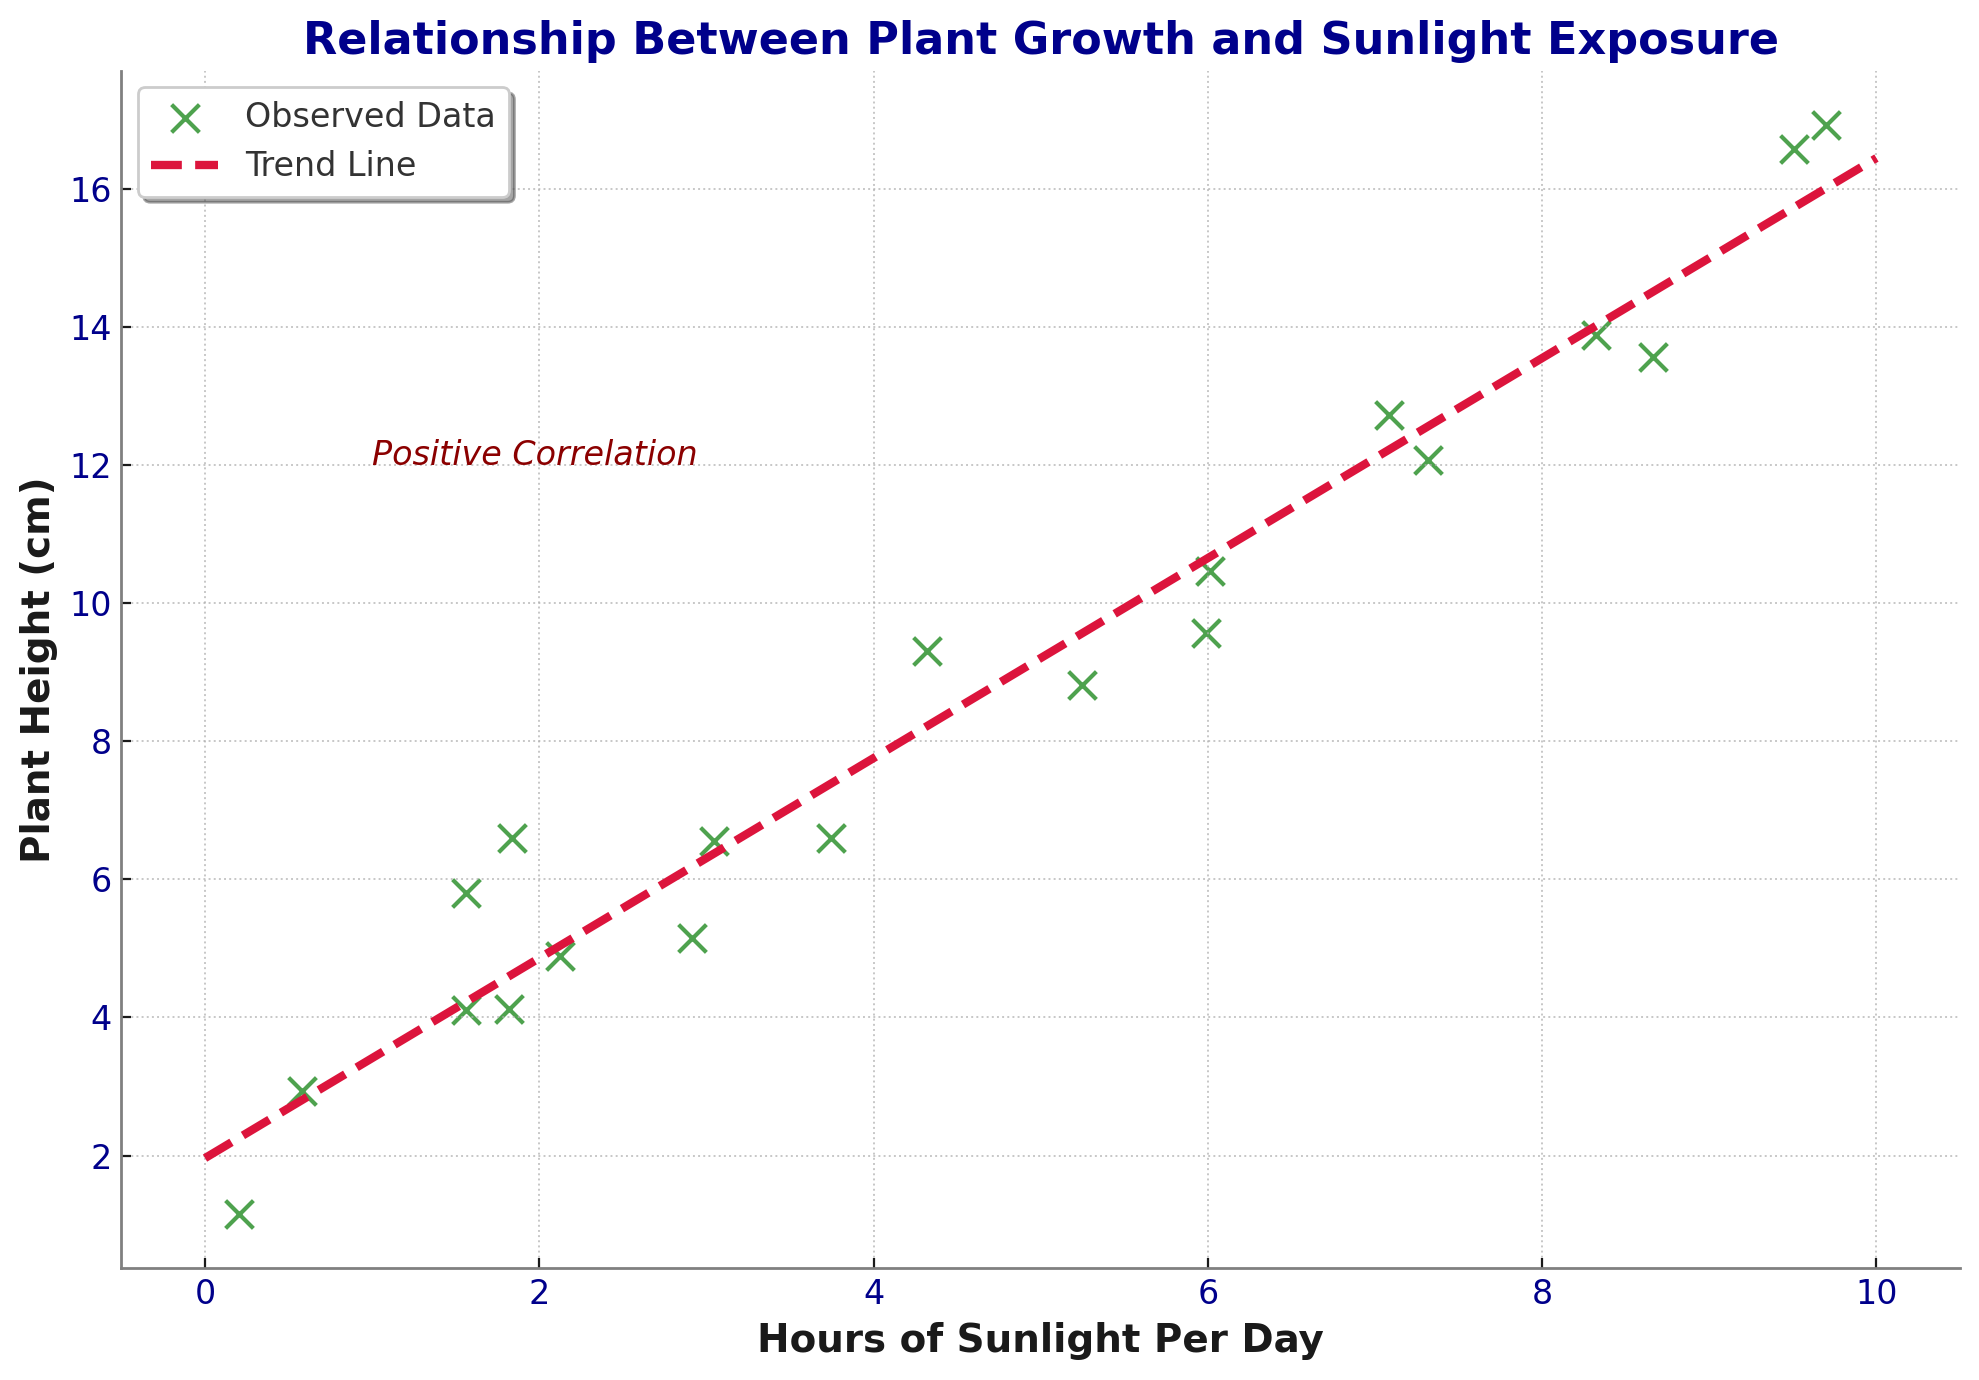 Relationship Between Plant Growth and Sunlight Exposure
Observed Data
Trend Line
Positive Correlation
Plant Height (cm)
16
14
12
10
8
6
4
2
0 2 4 6 8 10
Hours of Sunlight Per Day